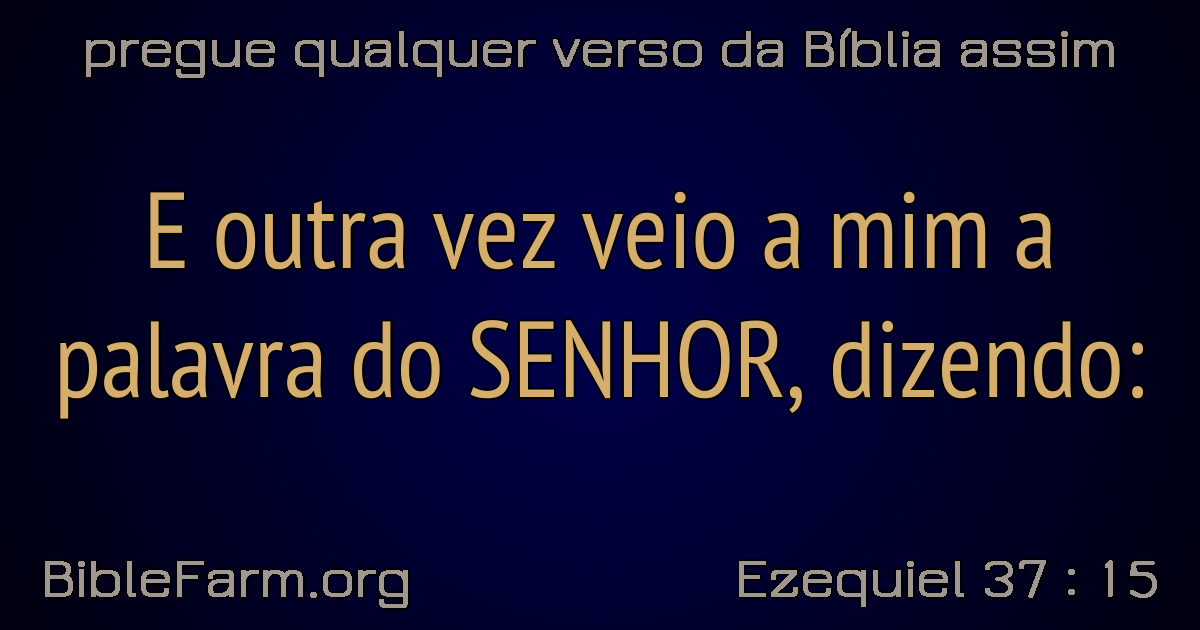 pregue qualquer verso da Bíblia assim
E outra vez veio a mim a
palavra do SENHOR, dizendo:
BibleFarm.org
Ezequiel 37 : 15